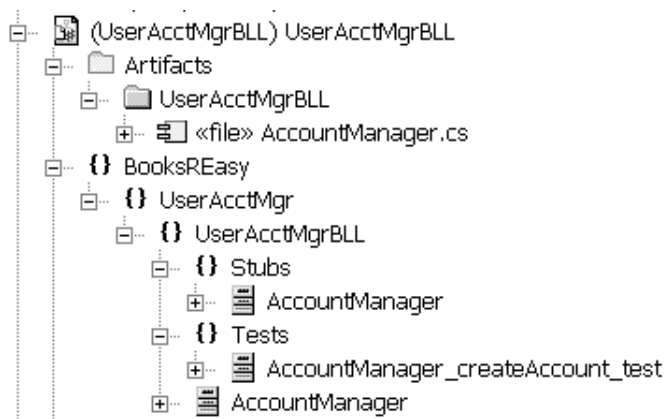 (UserAcctMgrBLL) UserAcctMgrBLL
Artifacts
UserAcctMgrBLL
«file» AccountManager.cs
{} BooksREasy
{} UserAcctMgr
{} UserAcctMgrBLL
{} Stubs
AccountManager
{} Tests
AccountManager_createAccount_test
AccountManager